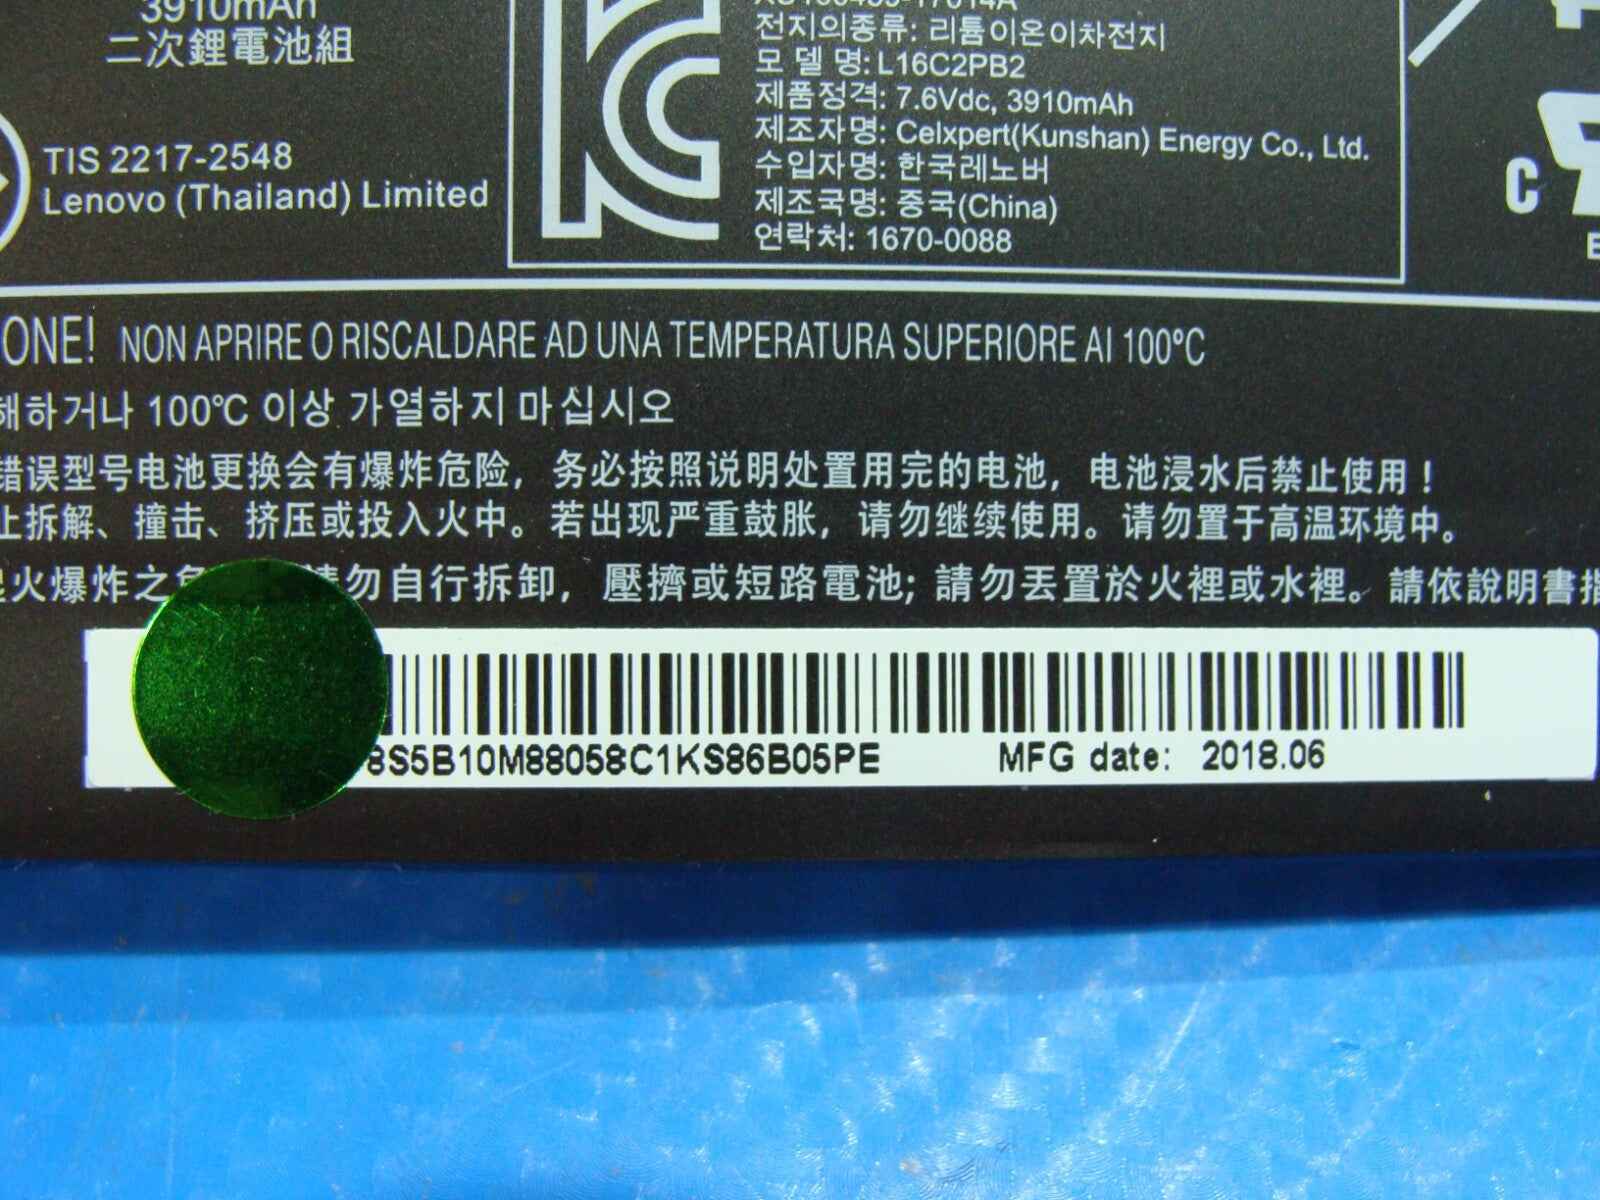 3910mAh
二次鋰電池組
TIS 2217-2548
Lenovo (Thailand) Limited
전지의종류: 리튬이온이차전지
모 델 명: L16C2PB2
제품정격: 7.6Vdc, 3910mAh
제조자명: Celxpert(Kunshan) Energy Co., Ltd.
수입자명: 한국레노버
제조국명: 중국(China)
연락처: 1670-0088
C
ONE! NON APRIRE O RISCALDARE AD UNA TEMPERATURA SUPERIORE AI 100ºC
해하거나 100℃ 이상 가열하지 마십시오
错误型号电池更换会有爆炸危险，务必按照说明处置用完的电池，电池浸水后禁止使用！
止拆解、撞击、挤压或投入火中。若出现严重鼓胀，请勿继续使用。请勿置于高温环境中。
起火爆炸之危 請勿自行拆卸，壓擠或短路電池; 請勿丟置於火裡或水裡。請依說明書指
8S5B10M88058C1KS86B05PE MFG date: 2018.06